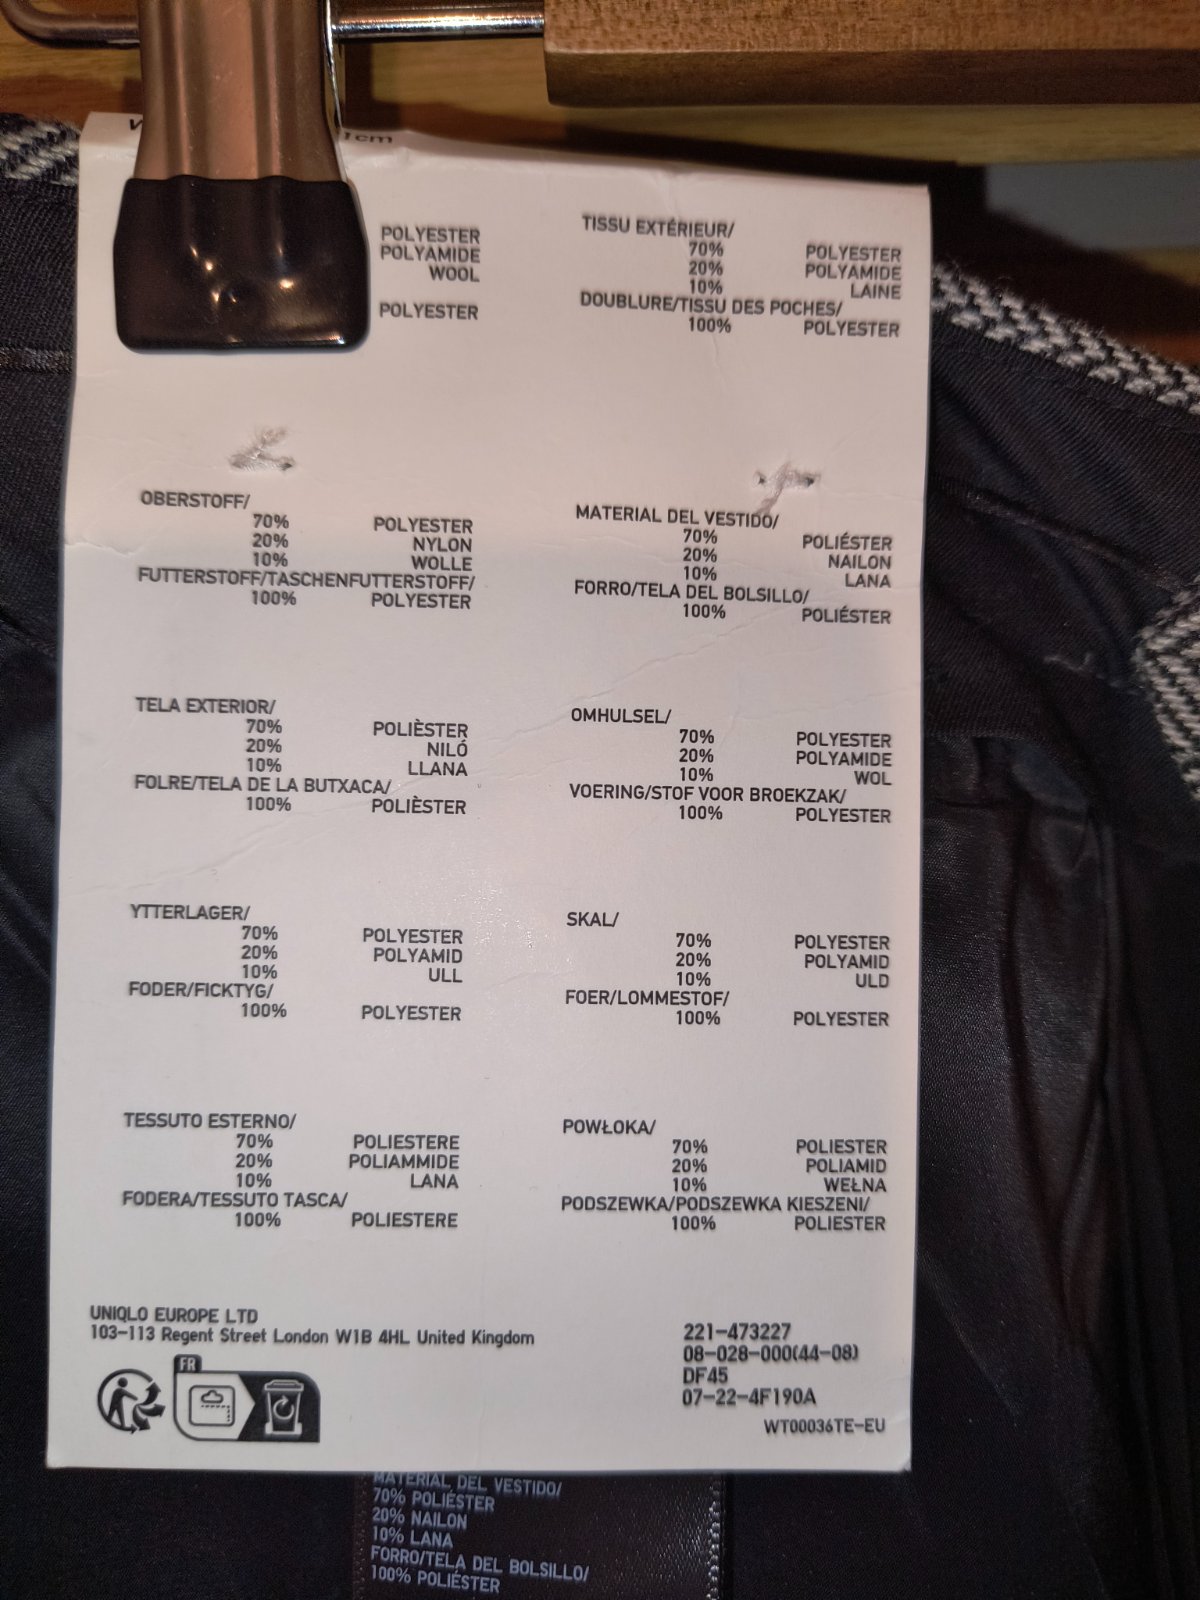 1cm
POLYESTER
POLYAMIDE
WOOL
POLYESTER
TISSU EXTÉRIEUR/
70% POLYESTER
20% POLYAMIDE
10% LAINE
DOUBLURE/TISSU DES POCHES/
100% POLYESTER
OBERSTOFF/
70% POLYESTER
20% NYLON
10% WOLLE
FUTTERSTOFF/TASCHENFUTTERSTOFF/
100% POLYESTER
MATERIAL DEL VESTIDO/
70% POLIÉSTER
20% NAILON
10% LANA
FORRO/TELA DEL BOLSILLO/
100% POLIÉSTER
TELA EXTERIOR/
70% POLIÈSTER
20% NILÓ
10% LLANA
FOLRE/TELA DE LA BUTXACA/
100% POLIÈSTER
OMHULSEL/
70% POLYESTER
20% POLYAMIDE
10% WOL
VOERING/STOF VOOR BROEKZAK/
100% POLYESTER
YTTERLAGER/
70% POLYESTER
20% POLYAMID
10% ULL
FODER/FICKTYG/
100% POLYESTER
SKAL/
70% POLYESTER
20% POLYAMID
10% ULD
FOER/LOMMESTOF/
100% POLYESTER
TESSUTO ESTERNO/
70% POLIESTERE
20% POLIAMMIDE
10% LANA
FODERA/TESSUTO TASCA/
100% POLIESTERE
POWŁOKA/
70% POLIESTER
20% POLIAMID
10% WEŁNA
PODSZEWKA/PODSZEWKA KIESZENI/
100% POLIESTER
UNIQLO EUROPE LTD
103-113 Regent Street London W1B 4HL United Kingdom
FR
221-473227
08-028-000(44-08)
DF45
07-22-4F190A
WT00036TE-EU
MATERIAL DEL VESTIDO/
70% POLIÉSTER
20% NAILON
10% LANA
FORRO/TELA DEL BOLSILLO/
100% POLIÉSTER